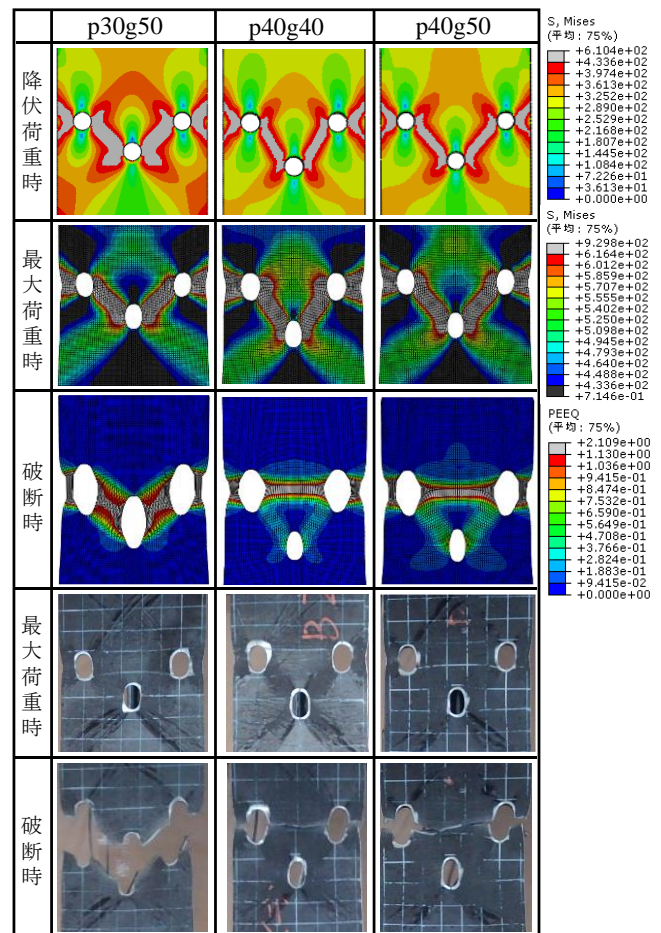 p30g50 p40g40 p40g50
降伏荷重時
最大荷重時
破断時
最大荷重時
破断時
S, Mises
(平均: 75%)
+6.104e+02
+4.336e+02
+3.974e+02
+3.613e+02
+3.252e+02
+2.890e+02
+2.529e+02
+2.168e+02
+1.807e+02
+1.445e+02
+1.084e+02
+7.226e+01
+3.613e+01
+0.000e+00
S, Mises
(平均: 75%)
+9.298e+02
+6.164e+02
+6.012e+02
+5.859e+02
+5.707e+02
+5.555e+02
+5.402e+02
+5.250e+02
+5.098e+02
+4.945e+02
+4.793e+02
+4.640e+02
+4.488e+02
+4.336e+02
+7.146e-01
PEEQ
(平均: 75%)
+2.109e+00
+1.130e+00
+1.036e+00
+9.415e-01
+8.474e-01
+7.532e-01
+6.590e-01
+5.649e-01
+4.708e-01
+3.766e-01
+2.824e-01
+1.883e-01
+9.415e-02
+0.000e+00